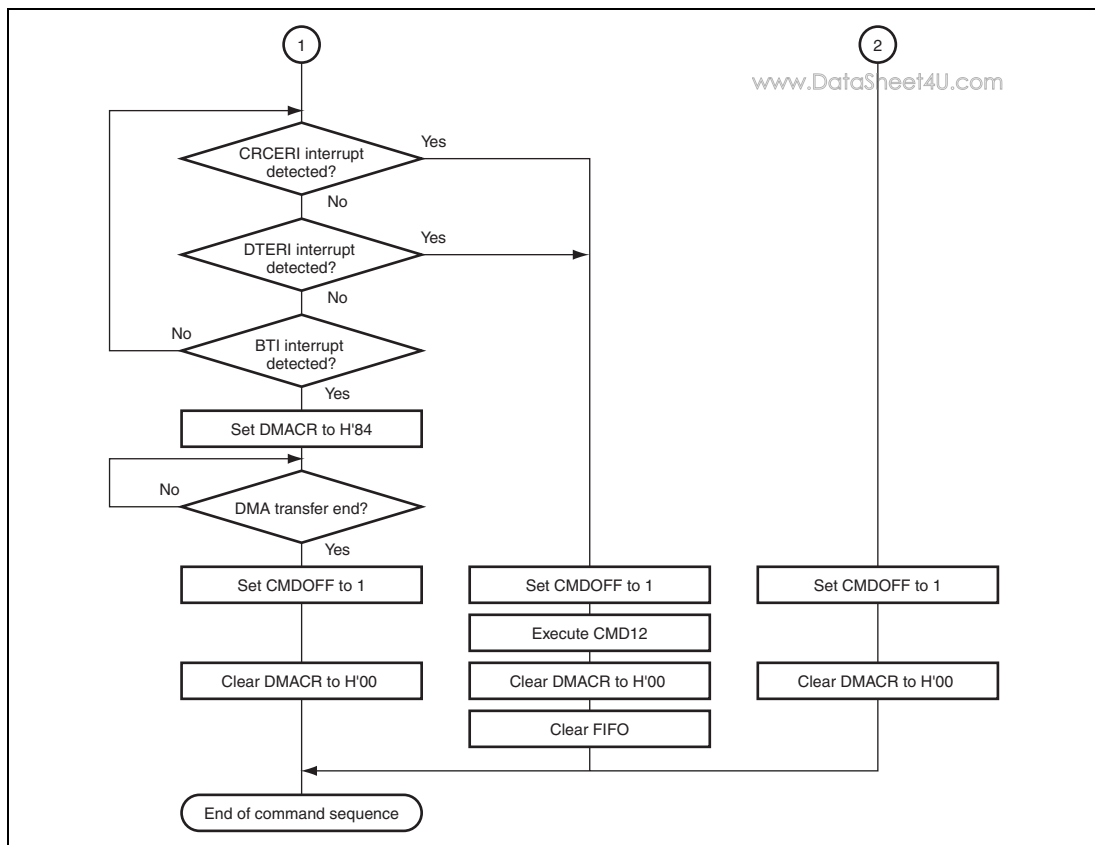 1
2
www.DataSheet4U.com
CRCERI interrupt
detected?
Yes
No
DTERI interrupt
detected?
Yes
No
BTI interrupt
detected?
No
Yes
Set DMACR to H'84
DMA transfer end?
No
Yes
Set CMDOFF to 1
Set CMDOFF to 1
Set CMDOFF to 1
Execute CMD12
Clear DMACR to H'00
Clear DMACR to H'00
Clear DMACR to H'00
Clear FIFO
End of command sequence